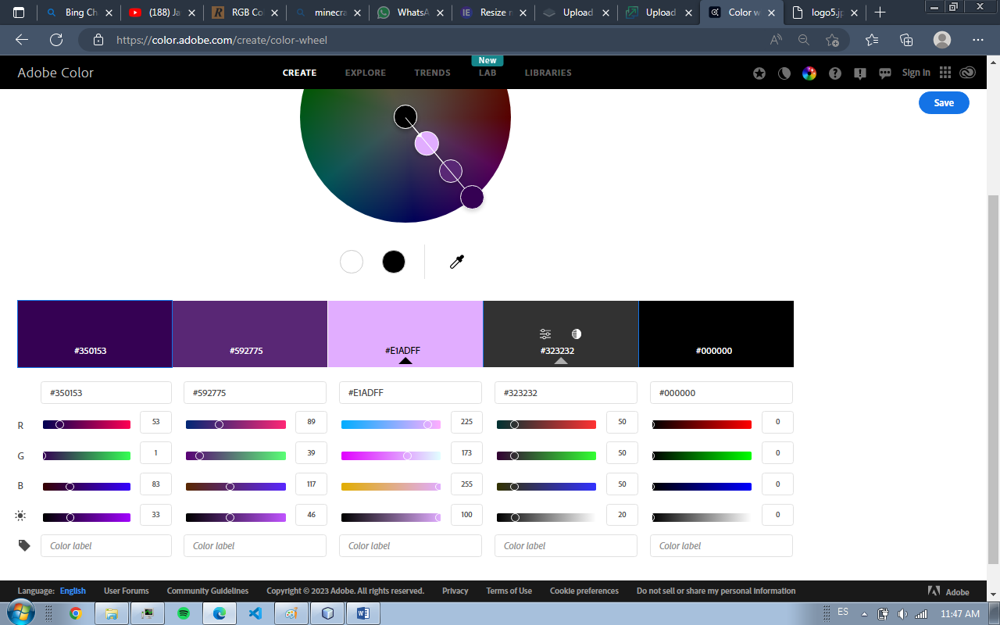 Bing Ch
(188) Ja
RGB Co
minecra
WhatsA
Resize
Upload
Upload
Color w
logo5.j
https://color.adobe.com/create/color-wheel
New
Adobe Color
CREATE
EXPLORE
TRENDS
LAB
LIBRARIES
Sign In
Save
#350153
#592775
#E1ADFF
#323232
#000000
#350153
#592775
#E1ADFF
#323232
#000000
R 53 89 225 50 0
G 1 39 173 50 0
B 83 117 255 50 0
33 46 100 20 0
Color label
Color label
Color label
Color label
Color label
Language: English User Forums Community Guidelines Copyright © 2023 Adobe. All rights reserved. Privacy Terms of Use Cookie preferences Do not sell or share my personal information Adobe
ES
11:47 AM